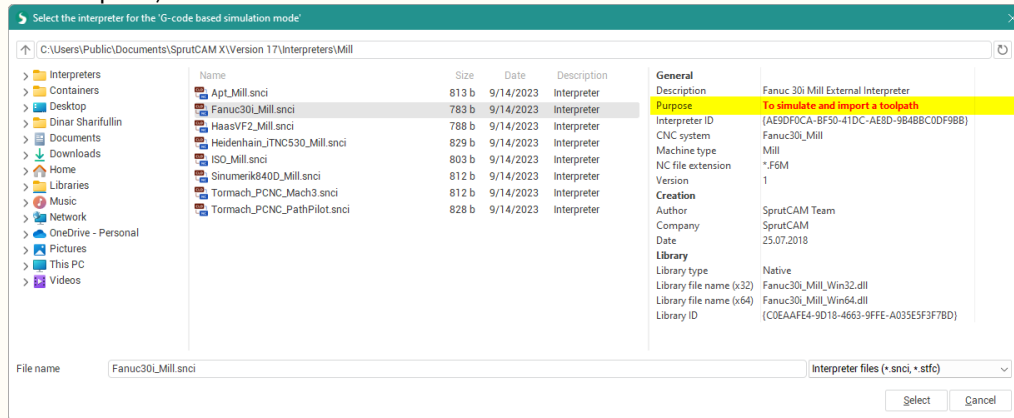 Select the interpreter for the 'G-code based simulation mode'
C:\Users\Public\Documents\SprutCAM X\Version 17\Interpreters\Mill
Interpreters
Containers
Desktop
Dinar Sharifullin
Documents
Downloads
Home
Libraries
Music
Network
OneDrive - Personal
Pictures
This PC
Videos
Name Size Date Description
Apt_Mill.snci 813 b 9/14/2023 Interpreter
Fanuc30i_Mill.snci 783 b 9/14/2023 Interpreter
HaasVF2_Mill.snci 788 b 9/14/2023 Interpreter
Heidenhain_iTNC530_Mill.snci 829 b 9/14/2023 Interpreter
ISO_Mill.snci 803 b 9/14/2023 Interpreter
Sinumerik840D_Mill.snci 812 b 9/14/2023 Interpreter
Tormach_PCNC_Mach3.snci 812 b 9/14/2023 Interpreter
Tormach_PCNC_PathPilot.snci 828 b 9/14/2023 Interpreter
General
Description Fanuc 30i Mill External Interpreter
Purpose To simulate and import a toolpath
Interpreter ID {AE9DF0CA-BF50-41DC-AE8D-9B4BBC0DF9BB}
CNC system Fanuc30i_Mill
Machine type Mill
NC file extension *.F6M
Version 1
Creation
Author SprutCAM Team
Company SprutCAM
Date 25.07.2018
Library
Library type Native
Library file name (x32) Fanuc30i_Mill_Win32.dll
Library file name (x64) Fanuc30i_Mill_Win64.dll
Library ID {C0EAAFE4-9D18-4663-9FFE-A035E5F3F7BD}
File name Fanuc30i_Mill.snci Interpreter files (*.snci, *.stfc)
Select Cancel